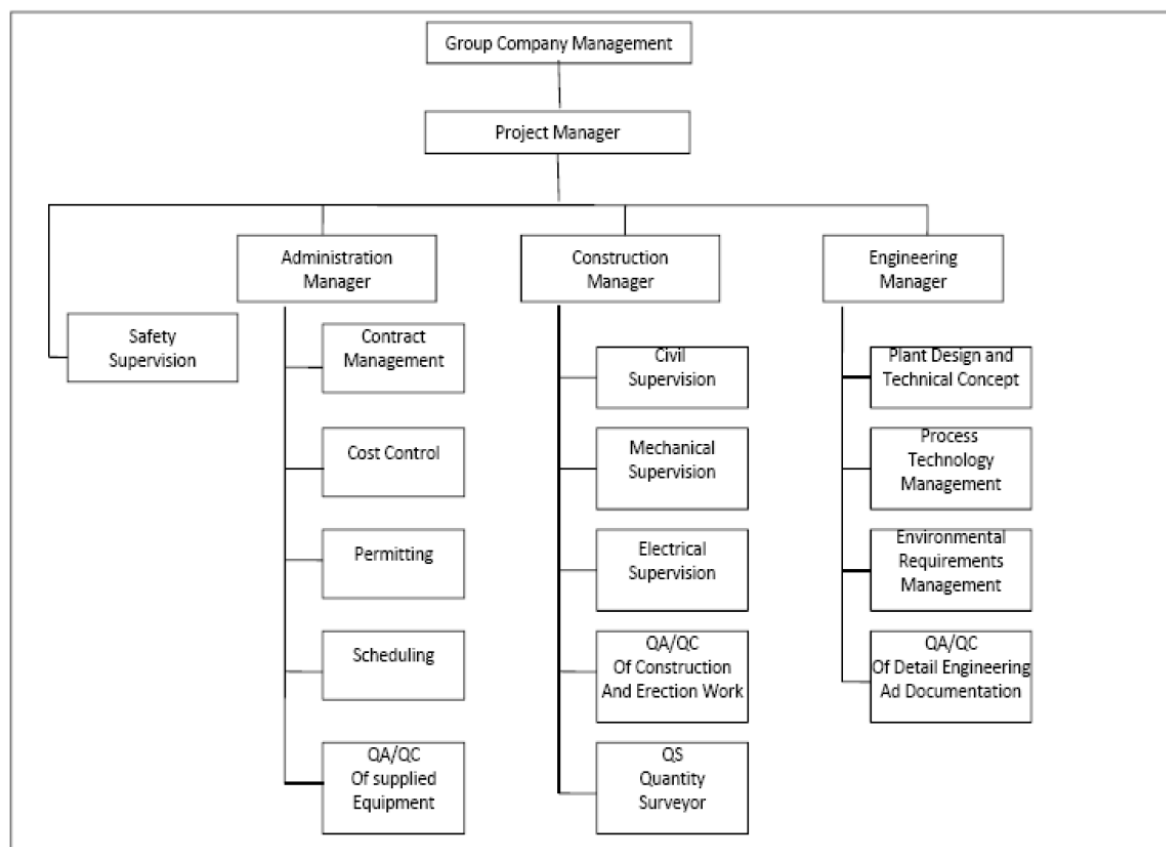 Group Company Management
Project Manager
Administration
Manager
Construction
Manager
Engineering
Manager
Safety
Supervision
Contract
Management
Cost Control
Permitting
Scheduling
QA/QC
Of supplied
Equipment
Civil
Supervision
Mechanical
Supervision
Electrical
Supervision
QA/QC
Of Construction
And Erection Work
QS
Quantity
Surveyor
Plant Design and
Technical Concept
Process
Technology
Management
Environmental
Requirements
Management
QA/QC
Of Detail Engineering
Ad Documentation